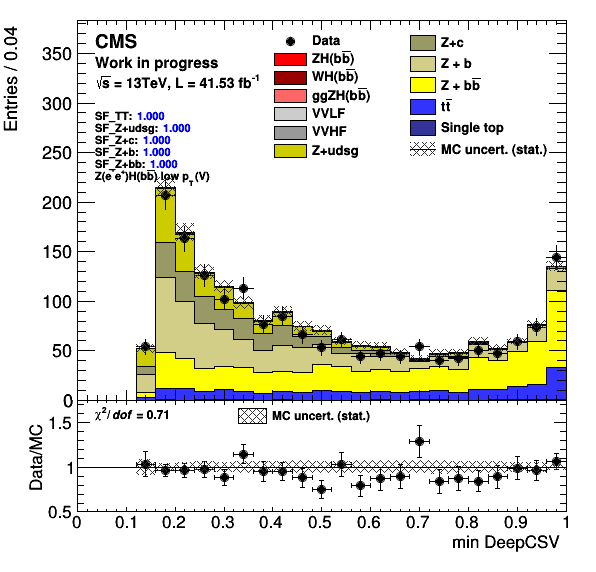 Entries / 0.04
350
300
250
200
150
100
50
0
CMS
Work in progress
√s = 13TeV, L = 41.53 fb⁻¹
SF_TT: 1.000
SF_Z+udsg: 1.000
SF_Z+c: 1.000
SF_Z+b: 1.000
SF_Z+bb: 1.000
Z(e⁻e⁺)H(bb̅) low p_T(V)
Data
ZH(bb̅)
WH(bb̅)
ggZH(bb̅)
VVLF
VVHF
Z+udsg
Z+c
Z + b
Z + bb̅
tt̅
Single top
MC uncert. (stat.)
Data/MC
1.5
1
0.5
χ²/dof = 0.71
MC uncert. (stat.)
0 0.1 0.2 0.3 0.4 0.5 0.6 0.7 0.8 0.9 1
min DeepCSV